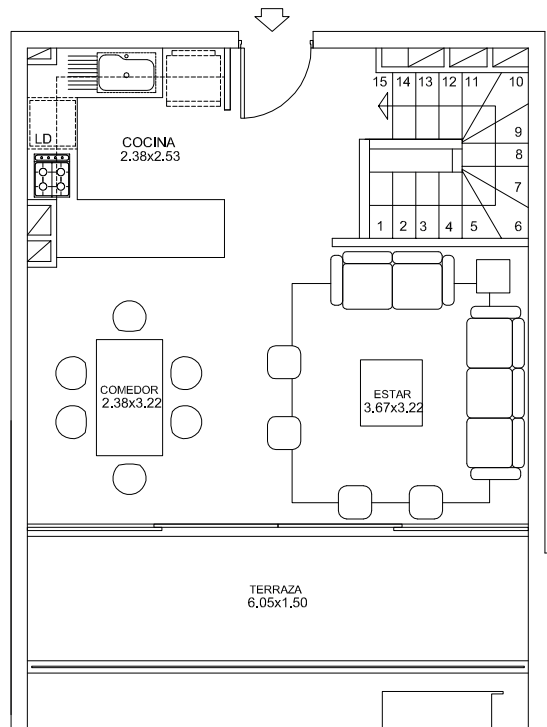 15 14 13 12 11 10
9
8
7
1 2 3 4 5 6
LD
COCINA
2.38x2.53
COMEDOR
2.38x3.22
ESTAR
3.67x3.22
TERRAZA
6.05x1.50